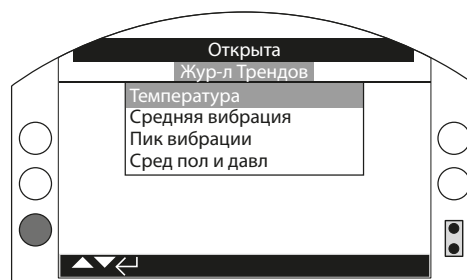 Открыта
Жур-л Трендов
Температура
Средняя вибрация
Пик вибрации
Сред пол и давл